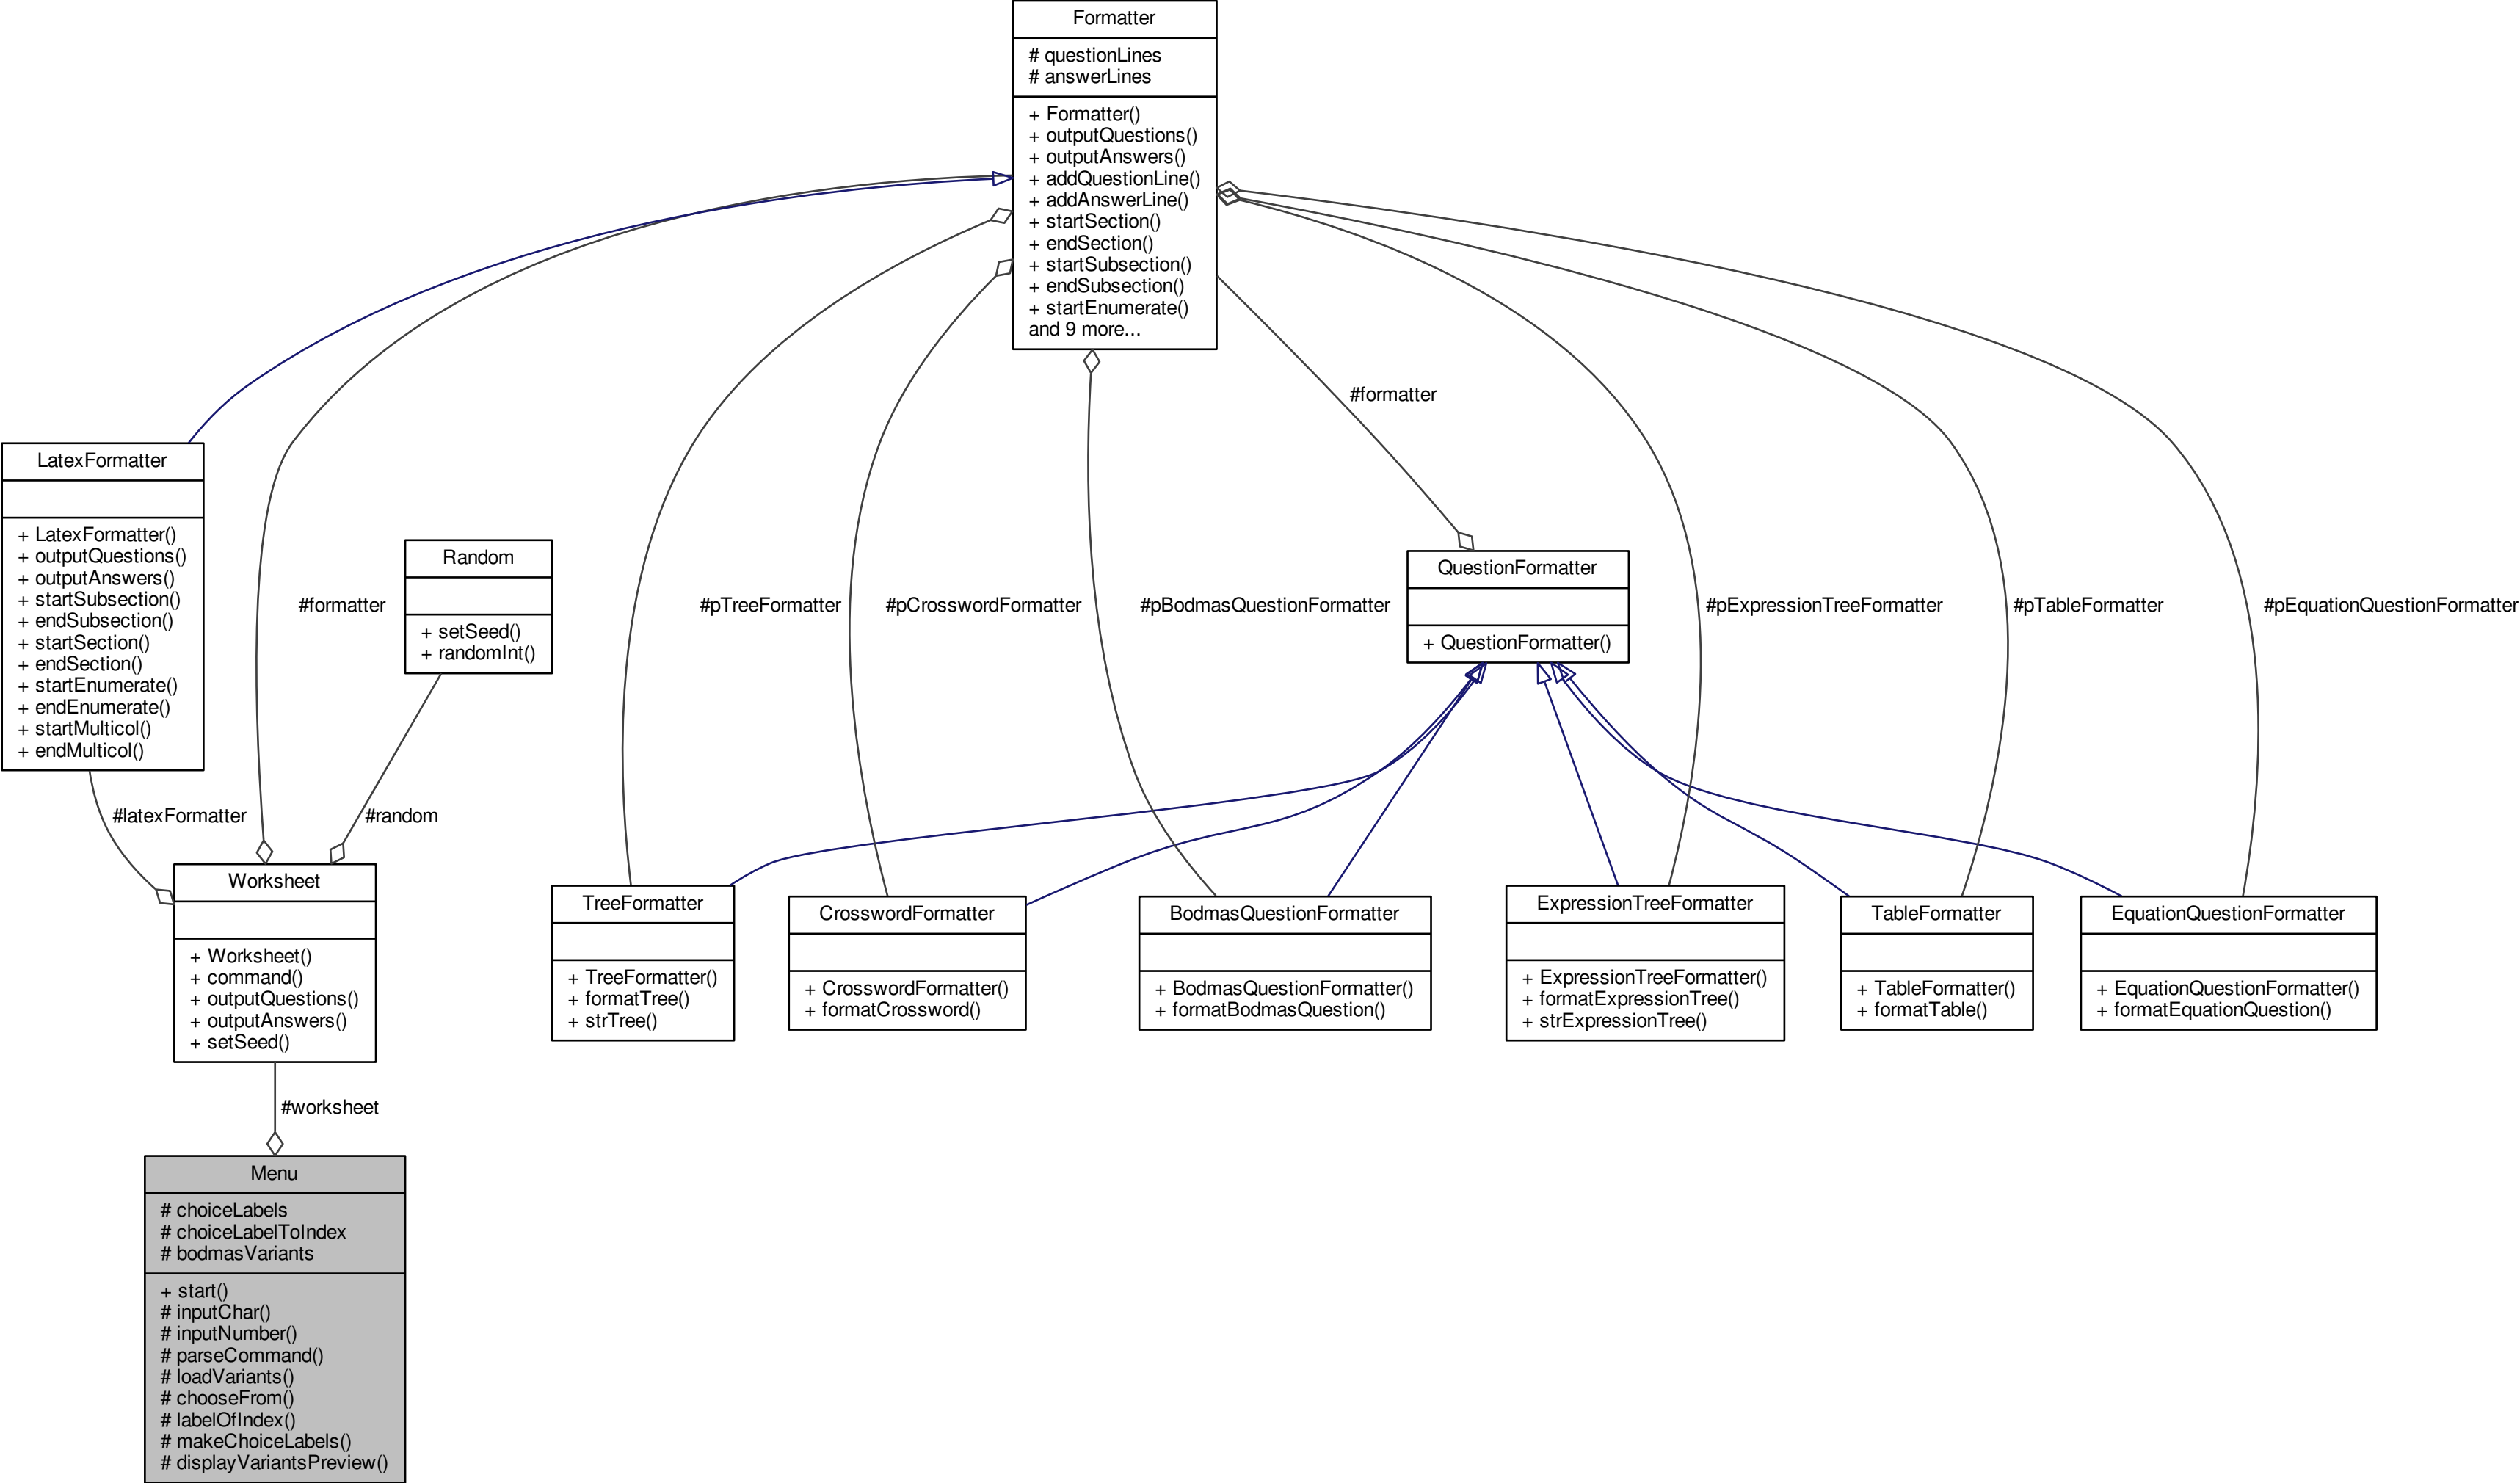 Formatter
# questionLines
# answerLines
+ Formatter()
+ outputQuestions()
+ outputAnswers()
+ addQuestionLine()
+ addAnswerLine()
+ startSection()
+ endSection()
+ startSubsection()
+ endSubsection()
+ startEnumerate()
and 9 more...
#formatter
LatexFormatter
+ LatexFormatter()
+ outputQuestions()
+ outputAnswers()
+ startSubsection()
+ endSubsection()
+ startSection()
+ endSection()
+ startEnumerate()
+ endEnumerate()
+ startMulticol()
+ endMulticol()
#formatter
Random
+ setSeed()
+ randomInt()
#pTreeFormatter
#pCrosswordFormatter
#pBodmasQuestionFormatter
QuestionFormatter
+ QuestionFormatter()
#pExpressionTreeFormatter
#pTableFormatter
#pEquationQuestionFormatter
#latexFormatter
#random
Worksheet
+ Worksheet()
+ command()
+ outputQuestions()
+ outputAnswers()
+ setSeed()
TreeFormatter
+ TreeFormatter()
+ formatTree()
+ strTree()
CrosswordFormatter
+ CrosswordFormatter()
+ formatCrossword()
BodmasQuestionFormatter
+ BodmasQuestionFormatter()
+ formatBodmasQuestion()
ExpressionTreeFormatter
+ ExpressionTreeFormatter()
+ formatExpressionTree()
+ strExpressionTree()
TableFormatter
+ TableFormatter()
+ formatTable()
EquationQuestionFormatter
+ EquationQuestionFormatter()
+ formatEquationQuestion()
#worksheet
Menu
# choiceLabels
# choiceLabelToIndex
# bodmasVariants
+ start()
# inputChar()
# inputNumber()
# parseCommand()
# loadVariants()
# chooseFrom()
# labelOfIndex()
# makeChoiceLabels()
# displayVariantsPreview()